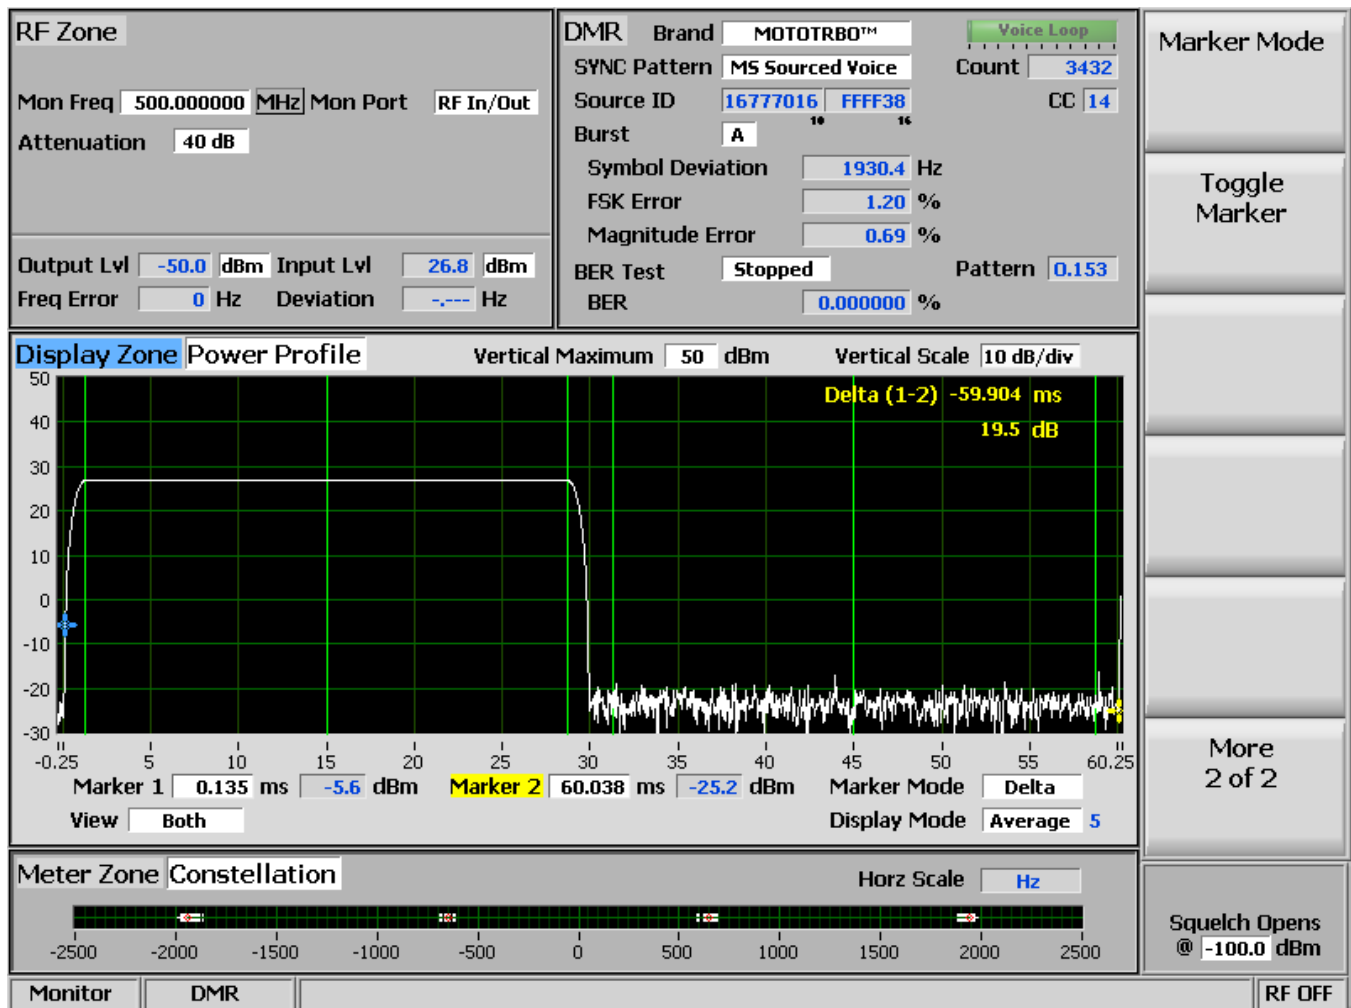 RF Zone
Mon Freq 500.000000 MHz Mon Port RF In/Out
Attenuation 40 dB
Output Lvl -50.0 dBm Input Lvl 26.8 dBm
Freq Error 0 Hz Deviation -.--- Hz
DMR Brand MOTOTRBO™ Voice Loop
SYNC Pattern MS Sourced Voice Count 3432
Source ID 16777016 FFFF38 CC 14
10 16
Burst A
Symbol Deviation 1930.4 Hz
FSK Error 1.20 %
Magnitude Error 0.69 %
BER Test Stopped Pattern 0.153
BER 0.000000 %
Display Zone Power Profile Vertical Maximum 50 dBm Vertical Scale 10 dB/div
Delta (1-2) -59.904 ms
19.5 dB
50
40
30
20
10
0
-10
-20
-30
-0.25 5 10 15 20 25 30 35 40 45 50 55 60.25
Marker 1 0.135 ms -5.6 dBm Marker 2 60.038 ms -25.2 dBm Marker Mode Delta
View Both Display Mode Average 5
Meter Zone Constellation Horz Scale Hz
-2500 -2000 -1500 -1000 -500 0 500 1000 1500 2000 2500
Monitor DMR RF OFF
Marker Mode
Toggle
Marker
More
2 of 2
Squelch Opens
@ -100.0 dBm